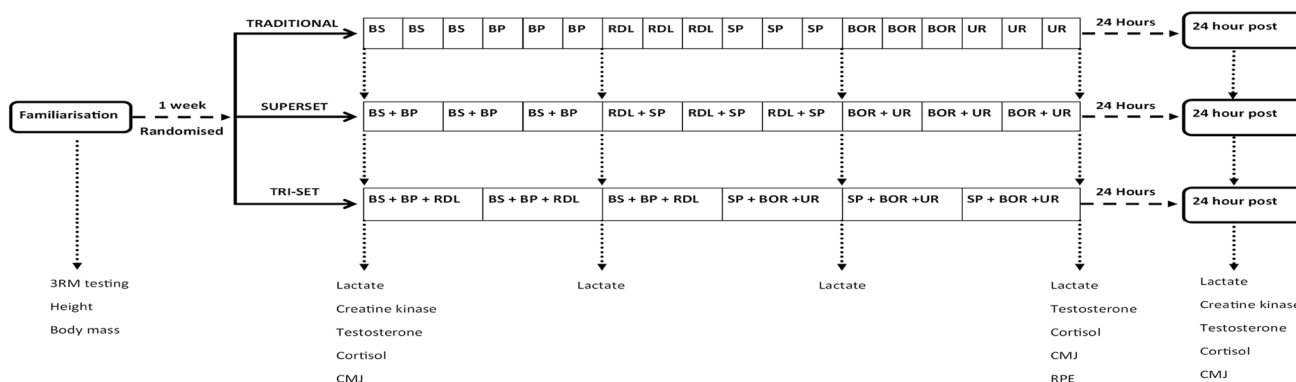 TRADITIONAL
BS BS BS BP BP BP RDL RDL RDL SP SP SP BOR BOR BOR UR UR UR
24 Hours
24 hour post
Familiarisation
1 week
Randomised
SUPERSET
BS + BP BS + BP BS + BP RDL + SP RDL + SP RDL + SP BOR + UR BOR + UR BOR + UR
24 Hours
24 hour post
TRI-SET
BS + BP + RDL BS + BP + RDL BS + BP + RDL SP + BOR +UR SP + BOR +UR SP + BOR +UR
24 Hours
24 hour post
3RM testing
Height
Body mass
Lactate
Creatine kinase
Testosterone
Cortisol
CMJ
Lactate
Lactate
Lactate
Testosterone
Cortisol
CMJ
RPE
Lactate
Creatine kinase
Testosterone
Cortisol
CMJ